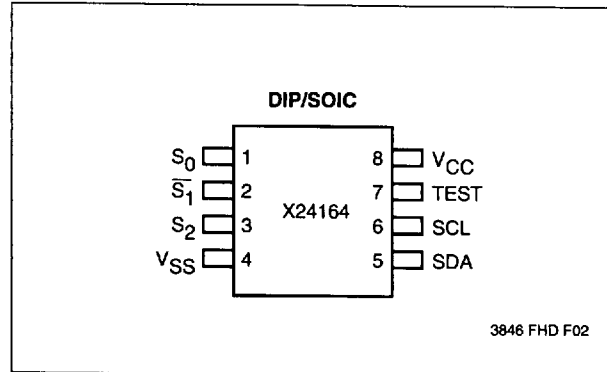 DIP/SOIC
S0 1 8 VCC
S̅1̅ 2 X24164 7 TEST
S2 3 6 SCL
VSS 4 5 SDA
3846 FHD F02